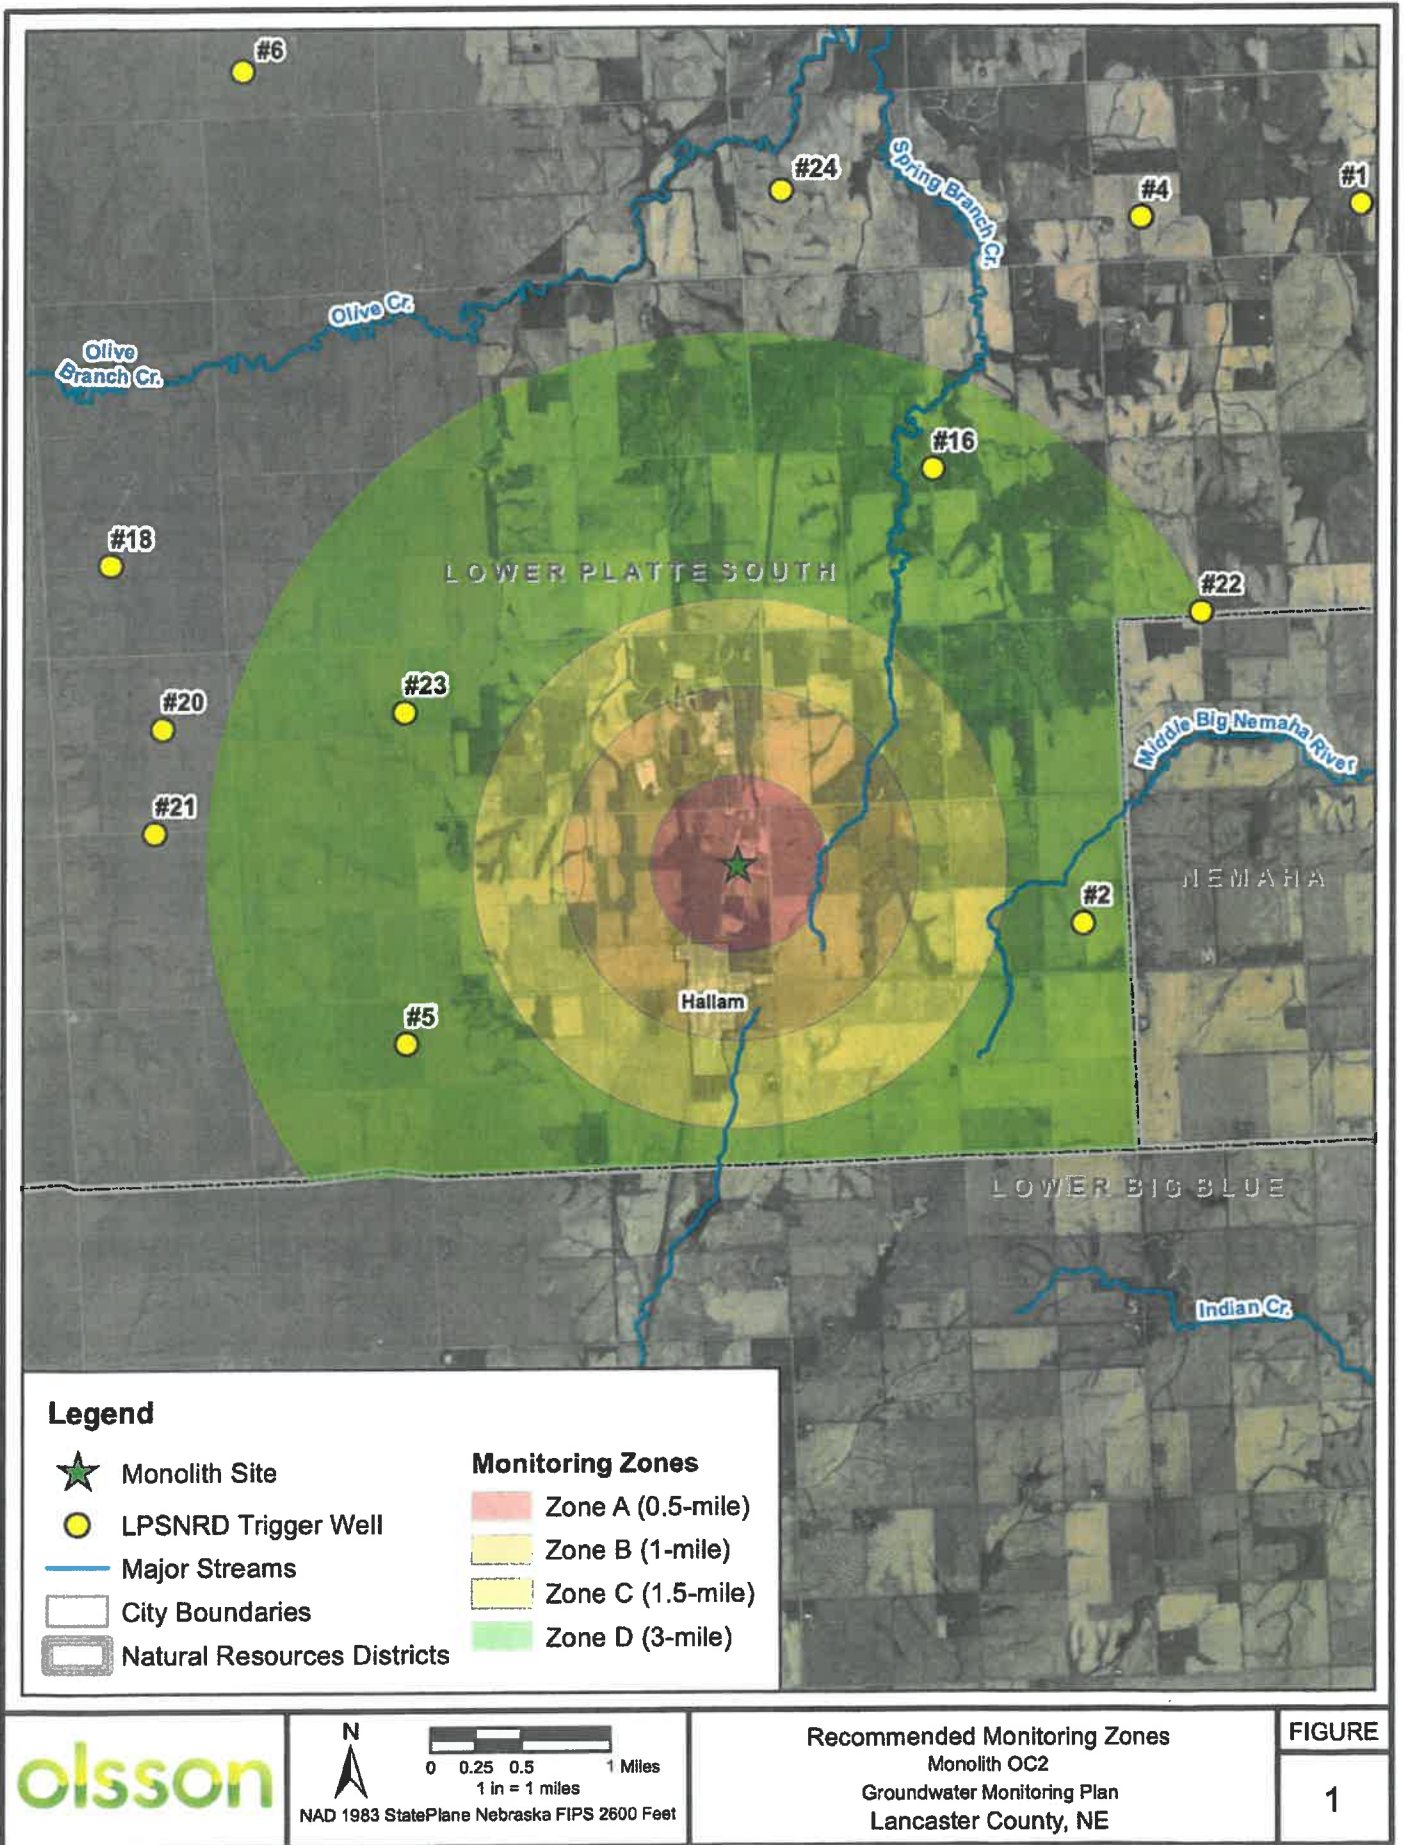 #6
#24
Spring Branch Cr.
#4
#1
Olive Cr.
Olive
Branch Cr.
#16
#18
LOWER PLATTE SOUTH
#22
#23
#20
Middle Big Nemaha River
#21
NEMAHA
#2
Hallam
#5
LOWER BIG BLUE
Indian Cr.
Legend
Monolith Site
LPSNRD Trigger Well
Major Streams
City Boundaries
Natural Resources Districts
Monitoring Zones
Zone A (0.5-mile)
Zone B (1-mile)
Zone C (1.5-mile)
Zone D (3-mile)
olsson
N
0 0.25 0.5 1 Miles
1 in = 1 miles
NAD 1983 StatePlane Nebraska FIPS 2600 Feet
Recommended Monitoring Zones
Monolith OC2
Groundwater Monitoring Plan
Lancaster County, NE
FIGURE
1